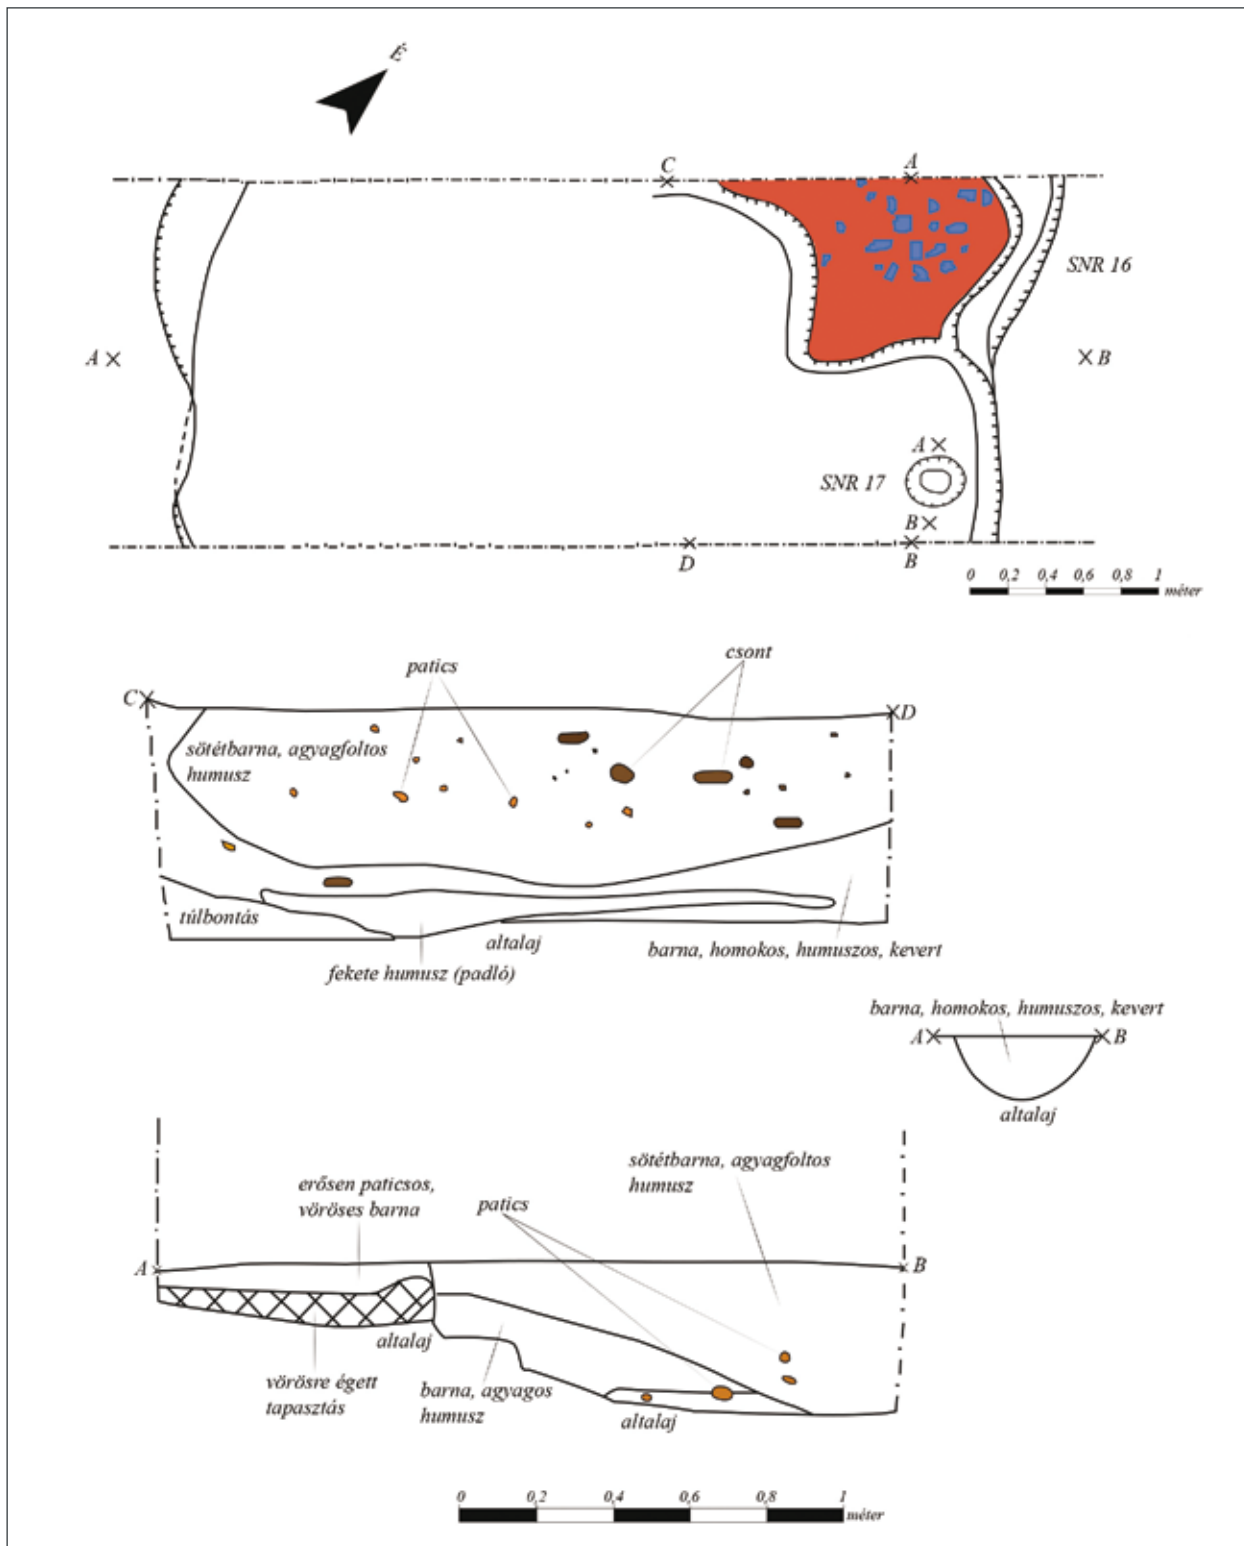 É
C
A
SNR 16
A
B
A
SNR 17
B
D
B
0
0,2
0,4
0,6
0,8
1
méter
patics
csont
C
D
sötétbarna, agyagfoltos
humusz
túlbontás
altalaj
barna, homokos, humuszos, kevert
fekete humusz (padló)
barna, homokos, humuszos, kevert
A
B
altalaj
sötétbarna, agyagfoltos
humusz
erősen paticsos,
vöröses barna
patics
A
B
altalaj
vörösre égett
tapasztás
barna, agyagos
humusz
altalaj
0
0,2
0,4
0,6
0,8
1
méter